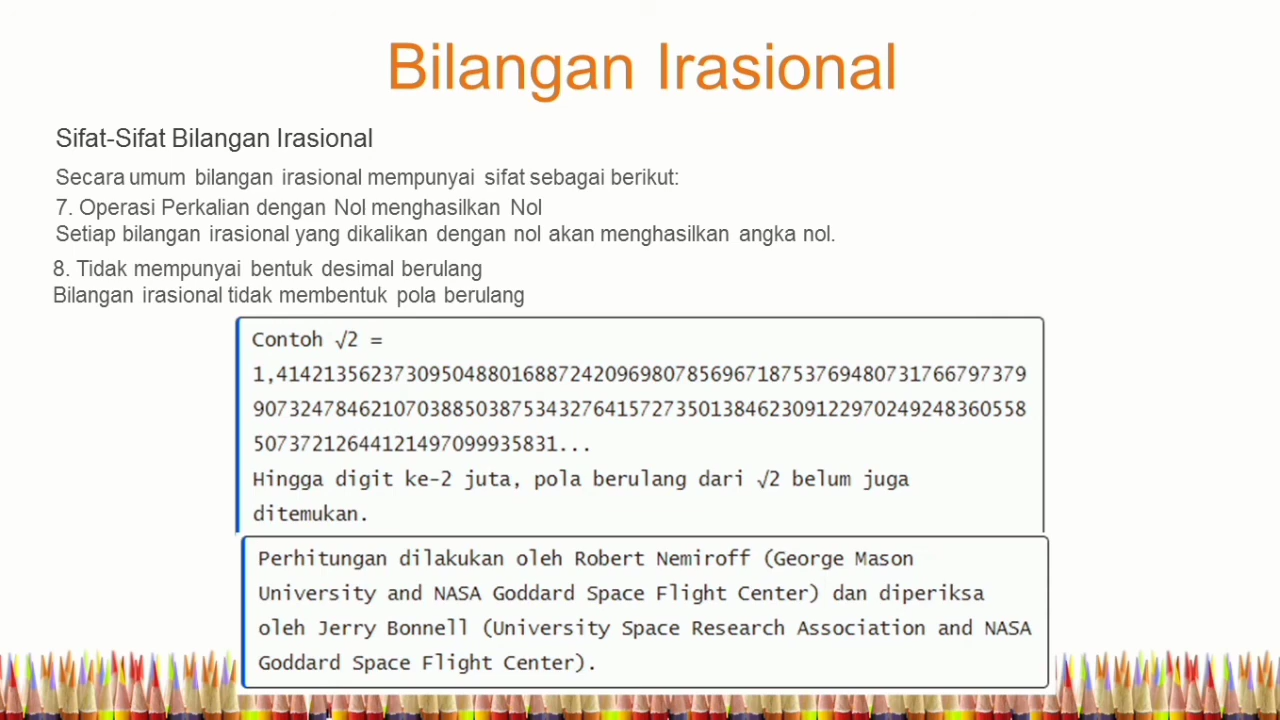 Bilangan Irasional
Sifat-Sifat Bilangan Irasional
Secara umum bilangan irasional mempunyai sifat sebagai berikut:
7. Operasi Perkalian dengan Nol menghasilkan Nol
Setiap bilangan irasional yang dikalikan dengan nol akan menghasilkan angka nol.
8. Tidak mempunyai bentuk desimal berulang
Bilangan irasional tidak membentuk pola berulang
Contoh √2 =
1,41421356237309504880168872420969807856967187537694807317667973799
90732478462107038850387534327641572735013846230912297024924836055​8
50737212644121497099935831...
Hingga digit ke-2 juta, pola berulang dari √2 belum juga
ditemukan.
Perhitungan dilakukan oleh Robert Nemiroff (George Mason
University and NASA Goddard Space Flight Center) dan diperiksa
oleh Jerry Bonnell (University Space Research Association and NASA
Goddard Space Flight Center).